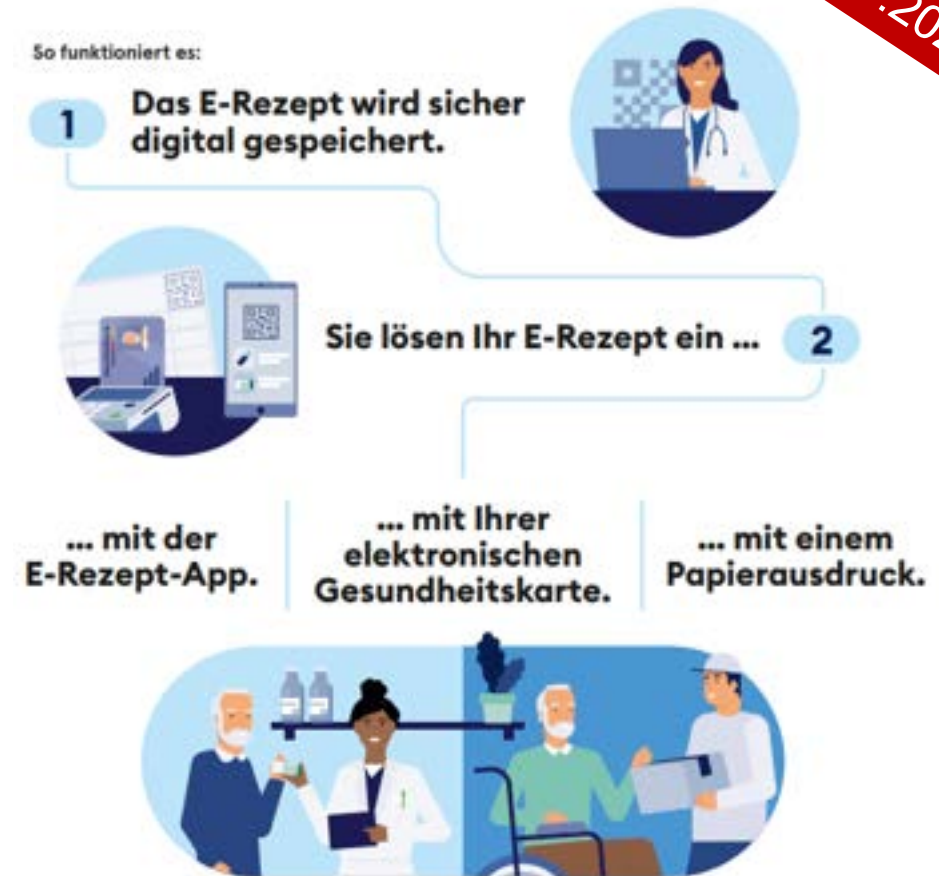 So funktioniert es:
1
Das E-Rezept wird sicher
digital gespeichert.
Sie lösen Ihr E-Rezept ein ...
2
... mit der
E-Rezept-App.
... mit Ihrer
elektronischen
Gesundheitskarte.
... mit einem
Papierausdruck.